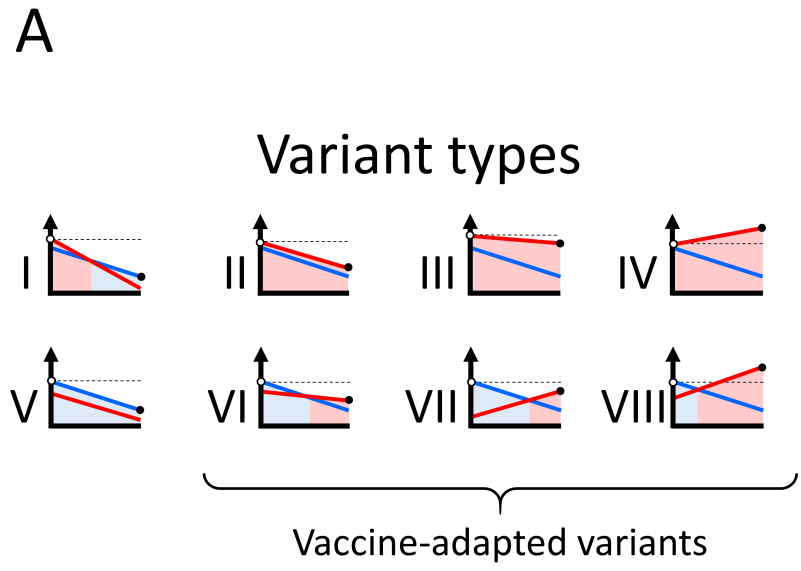 A
Variant types
I
II
III
IV
V
VI
VII
VIII
Vaccine-adapted variants